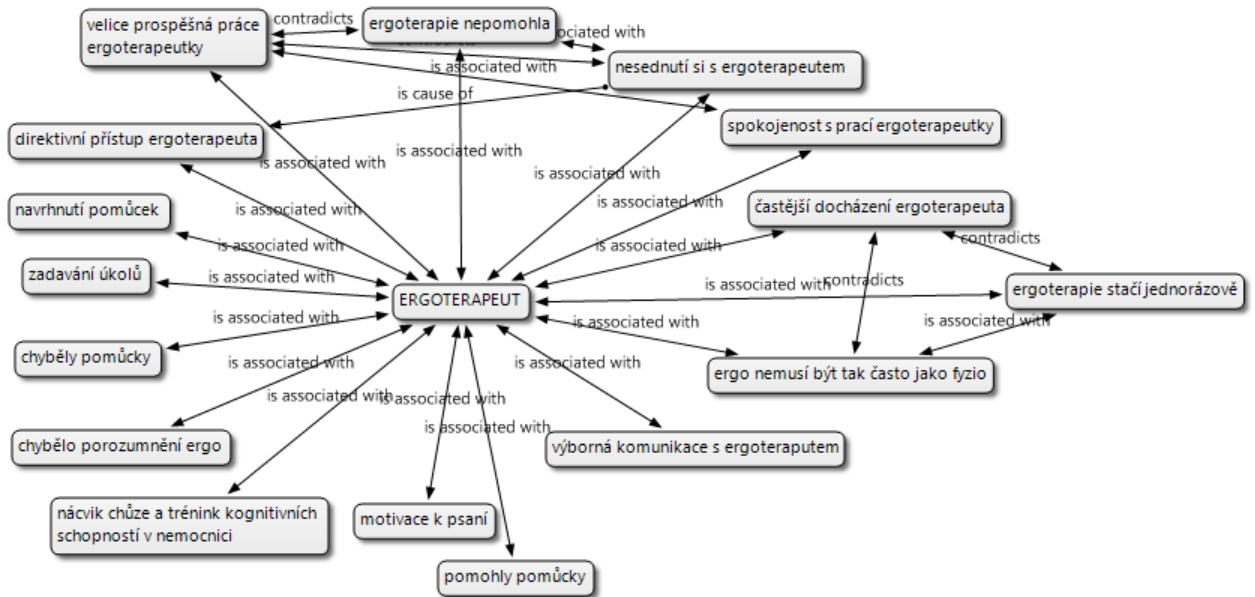 velice prospěšná práce
ergoterapeutky
contradicts
ergoterapie nepomohla
is associated with
contradicts
nesednutí si s ergoterapeutem
is associated with
is cause of
spokojenost s prací ergoterapeutky
direktivní přístup ergoterapeuta
is associated with
is associated with
is associated with
is associated with
navrhnutí pomůcek
is associated with
častější docházení ergoterapeuta
contradicts
is associated with
zadavání úkolů
is associated with
is associated with
contradicts
ergoterapie stačí jednorázově
ERGOTERAPEUT
is associated with
is associated with
is associated with
chyběly pomůcky
is associated with
is associated with
ergo nemusí být tak často jako fyzio
is associated with
is associated with
is associated with
chybělo porozumnění ergo
výborná komunikace s ergoteraputem
nácvik chůze a trénink kognitivních
schopností v nemocnici
motivace k psaní
pomohly pomůcky